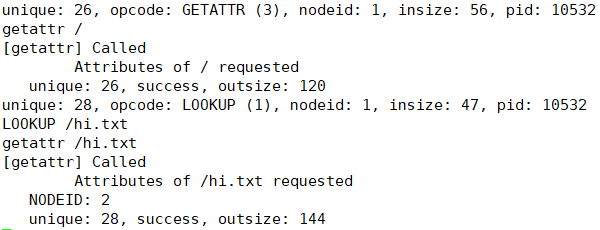 unique: 26, opcode: GETATTR (3), nodeid: 1, insize: 56, pid: 10532
getattr /
[getattr] Called
        Attributes of / requested
   unique: 26, success, outsize: 120
unique: 28, opcode: LOOKUP (1), nodeid: 1, insize: 47, pid: 10532
LOOKUP /hi.txt
getattr /hi.txt
[getattr] Called
        Attributes of /hi.txt requested
   NODEID: 2
   unique: 28, success, outsize: 144